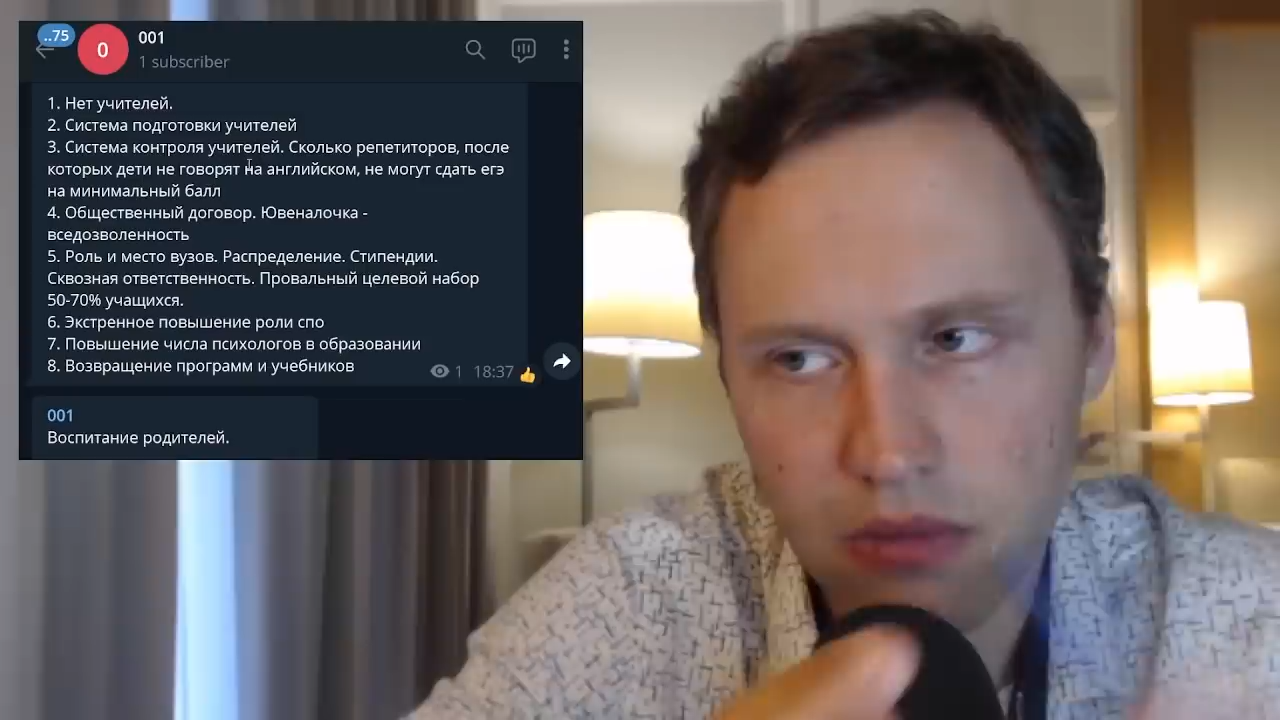 ..75
0
001
1 subscriber
1. Нет учителей.
2. Система подготовки учителей
3. Система контроля учителей. Сколько репетиторов, после
которых дети не говорят на английском, не могут сдать егэ
на минимальный балл
4. Общественный договор. Ювеналочка -
вседозволенность
5. Роль и место вузов. Распределение. Стипендии.
Сквозная ответственность. Провальный целевой набор
50-70% учащихся.
6. Экстренное повышение роли спо
7. Повышение числа психологов в образовании
8. Возвращение программ и учебников
1 18:37
001
Воспитание родителей.